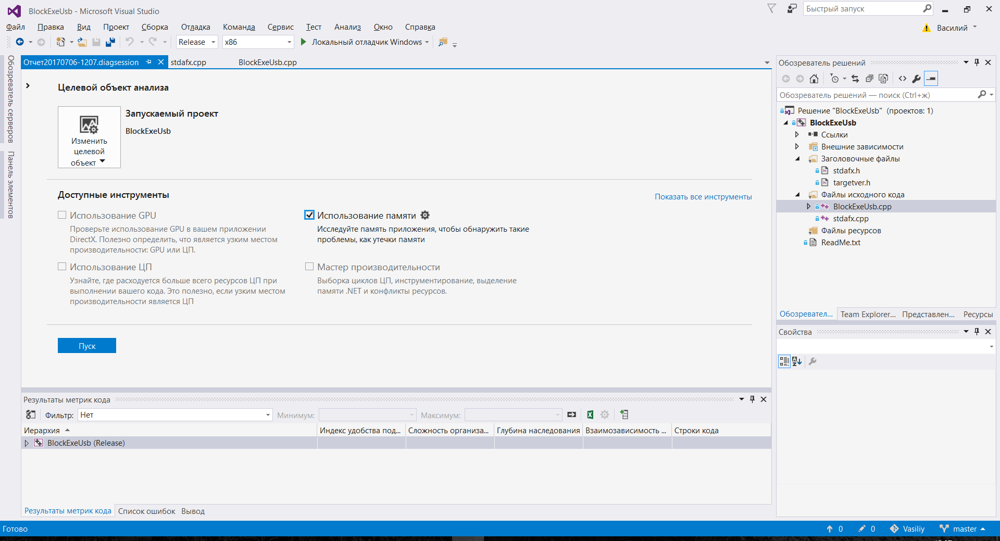 BlockExeUsb - Microsoft Visual Studio
Быстрый запуск
Файл Правка Вид Проект Сборка Отладка Команда Сервис Тест Анализ Окно Справка
Василий
Release x86 Локальный отладчик Windows
Обозреватель серверов
Панель элементов
Отчет20170706-1207.diagsession stdafx.cpp BlockExeUsb.cpp
Целевой объект анализа
Изменить
целевой
объект
Запускаемый проект
BlockExeUsb
Доступные инструменты
Показать все инструменты
Использование GPU
Проверьте использование GPU в вашем приложении
DirectX. Полезно определить, что является узким местом
производительности: GPU или ЦП.
Использование памяти
Исследуйте память приложения, чтобы обнаружить такие
проблемы, как утечки памяти
Использование ЦП
Узнайте, где расходуется больше всего ресурсов ЦП при
выполнении вашего кода. Это полезно, если узким местом
производительности является ЦП
Мастер производительности
Выборка циклов ЦП, инструментирование, выделение
памяти .NET и конфликты ресурсов.
Пуск
Результаты метрик кода
Фильтр: Нет Минимум: Максимум:
Иерархия Индекс удобства под... Сложность организа... Глубина наследования Взаимозависимость ... Строки кода
BlockExeUsb (Release)
Результаты метрик кода Список ошибок Вывод
Обозреватель решений
Обозреватель решений — поиск (Ctrl+ж)
Решение "BlockExeUsb" (проектов: 1)
BlockExeUsb
Ссылки
Внешние зависимости
Заголовочные файлы
stdafx.h
targetver.h
Файлы исходного кода
BlockExeUsb.cpp
stdafx.cpp
Файлы ресурсов
ReadMe.txt
Обозревател... Team Explorer... Представлен... Ресурсы
Свойства
Готово
0 0 Vasiliy master